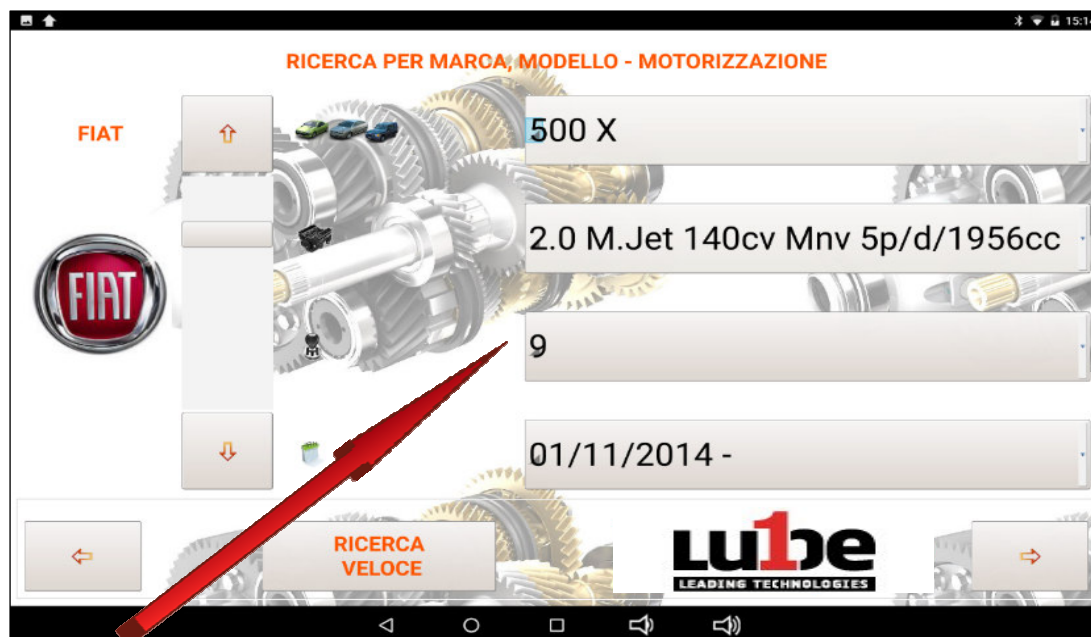 15:14
RICERCA PER MARCA, MODELLO - MOTORIZZAZIONE
FIAT
500 X
FIAT
2.0 M.Jet 140cv Mnv 5p/d/1956cc
9
01/11/2014 -
RICERCA
VELOCE
Lu1be
LEADING TECHNOLOGIES